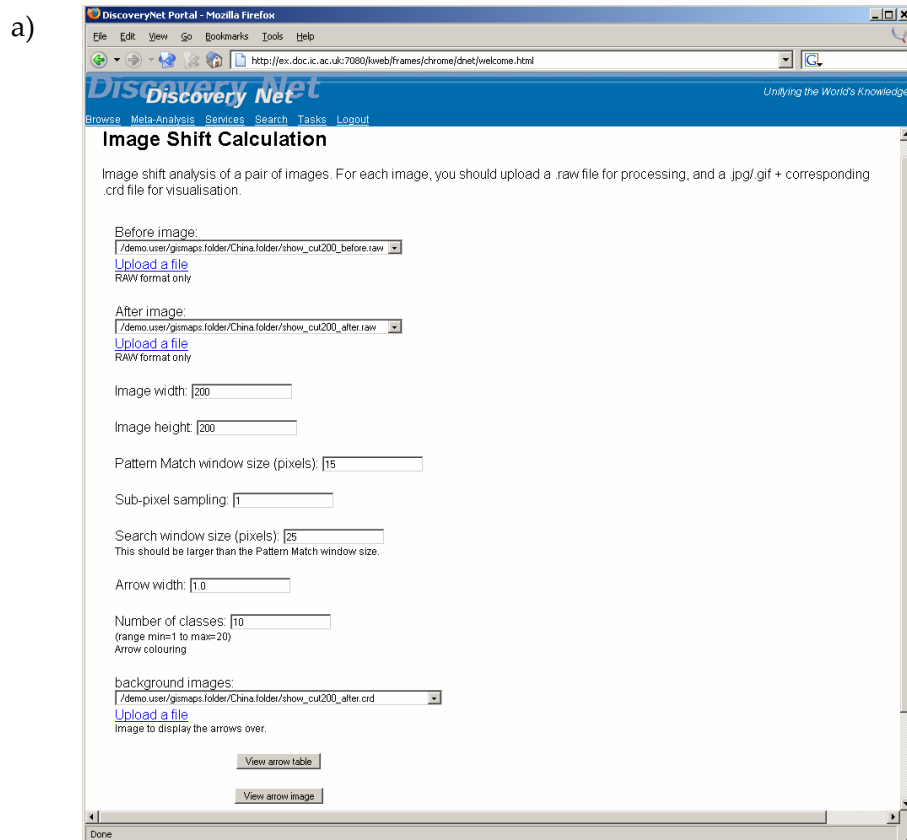 a)
DiscoveryNet Portal - Mozilla Firefox
File Edit View Go Bookmarks Tools Help
http://ex.doc.ic.ac.uk:7080/kweb/frames/chrome/dnet/welcome.html
G
Discovery Net
Discovery Net
Unifying the World's Knowledge
Browse Meta-Analysis Services Search Tasks Logout
Image Shift Calculation
Image shift analysis of a pair of images. For each image, you should upload a .raw file for processing, and a .jpg/.gif + corresponding
.crd file for visualisation.
Before image:
/demo.user/gismaps.folder/China.folder/show_cut200_before.raw
Upload a file
RAW format only
After image:
/demo.user/gismaps.folder/China.folder/show_cut200_after.raw
Upload a file
RAW format only
Image width: 200
Image height: 200
Pattern Match window size (pixels): 15
Sub-pixel sampling: 1
Search window size (pixels): 25
This should be larger than the Pattern Match window size.
Arrow width: 1.0
Number of classes: 10
(range min=1 to max=20)
Arrow colouring
background images:
/demo.user/gismaps.folder/China.folder/show_cut200_after.crd
Upload a file
Image to display the arrows over.
View arrow table
View arrow image
Done